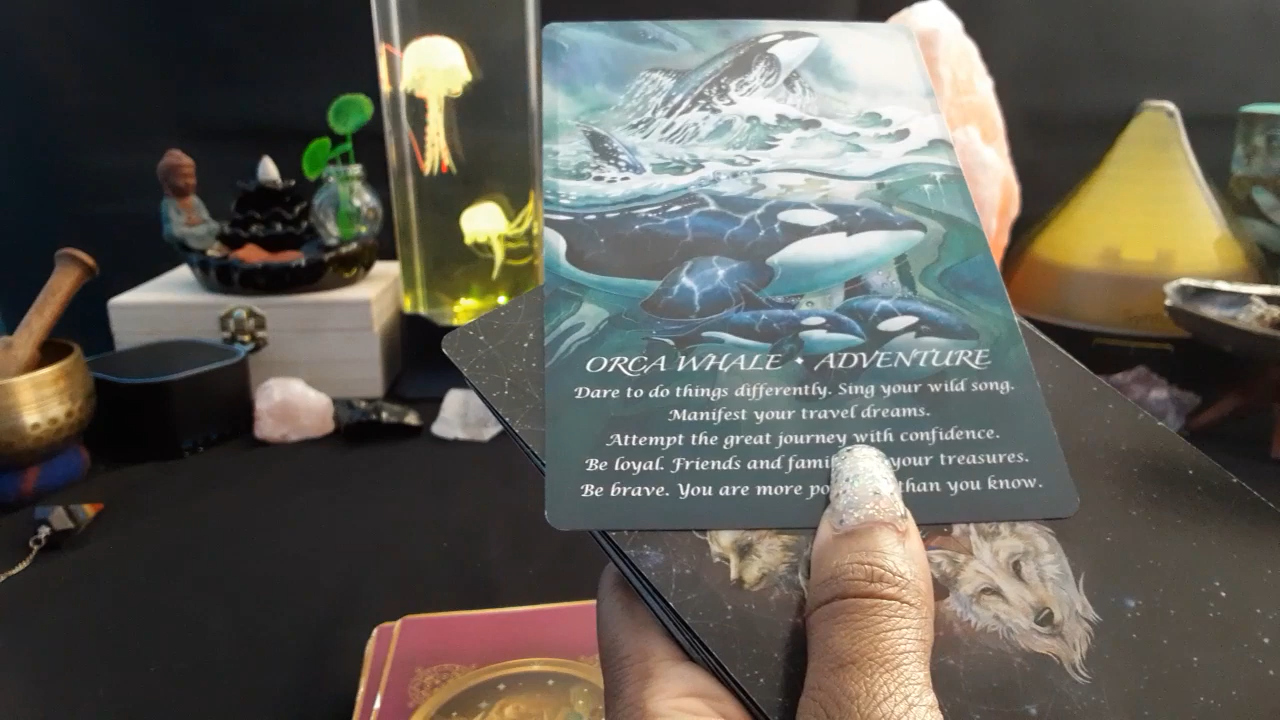 ORCA WHALE • ADVENTURE
Dare to do things differently. Sing your wild song.
Manifest your travel dreams.
Attempt the great journey with confidence.
Be loyal. Friends and your treasures.
Be brave. You are more than you know.